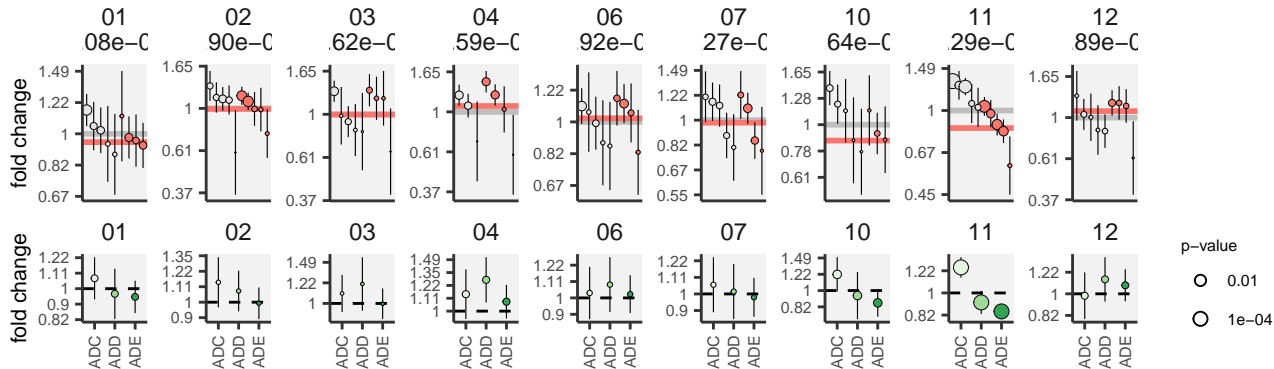 01 02 03 04 06 07 10 11 12
.08e−0 .90e−0 .62e−0 .59e−0 .92e−0 .27e−0 .64e−0 .29e−0 .89e−0
fold change
1.49 1.22 1 0.82 0.67
1.65 1 0.61 0.37
1.65 1 0.61 0.37
1.65 1 0.61 0.37
1.22 1 0.82 0.67
1.49 1.22 1 0.82 0.67 0.55
1.65 1.28 1 0.78 0.61
1.49 1 0.67 0.45
1.65 1 0.61 0.37
01 02 03 04 06 07 10 11 12
fold change
1.22 1.11 1 0.9 0.82
1.35 1.22 1.11 1 0.9
1.49 1.22 1
1.49 1.35 1.22 1.11 1
1.22 1.11 1 0.9
1.22 1.11 1 0.9
1.49 1.22 1 0.82
1.22 1 0.82
1.22 1.11 1 0.9
ADC ADD ADE
ADC ADD ADE
ADC ADD ADE
ADC ADD ADE
ADC ADD ADE
ADC ADD ADE
ADC ADD ADE
ADC ADD ADE
ADC ADD ADE
p−value
0.01
1e−04